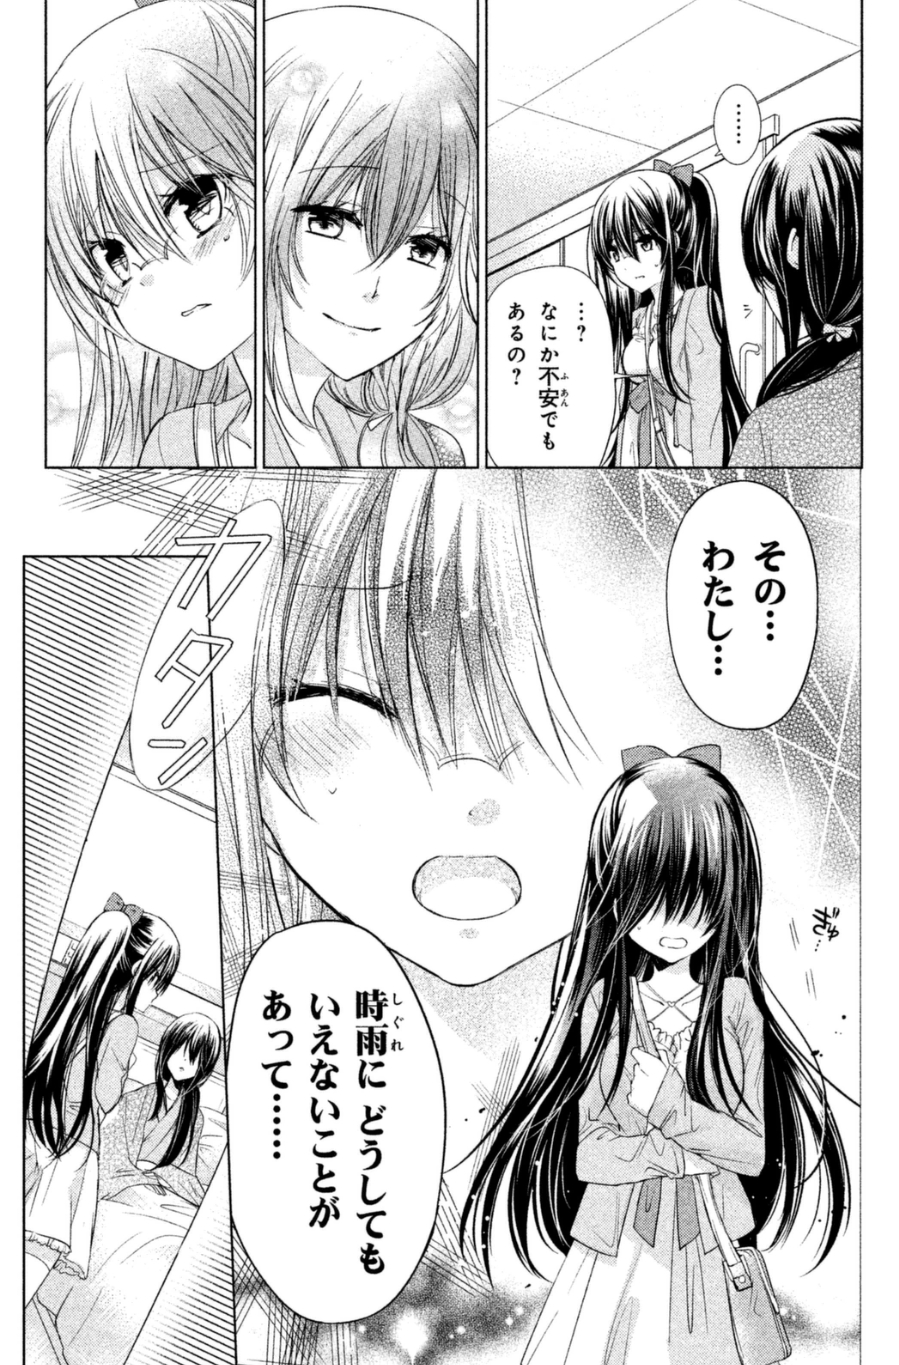 ……
…？
なにか不安でも
あるの？
その…
わたし…
ぎゅ…
時雨に どうしても
いえないことが
あって……
カタン